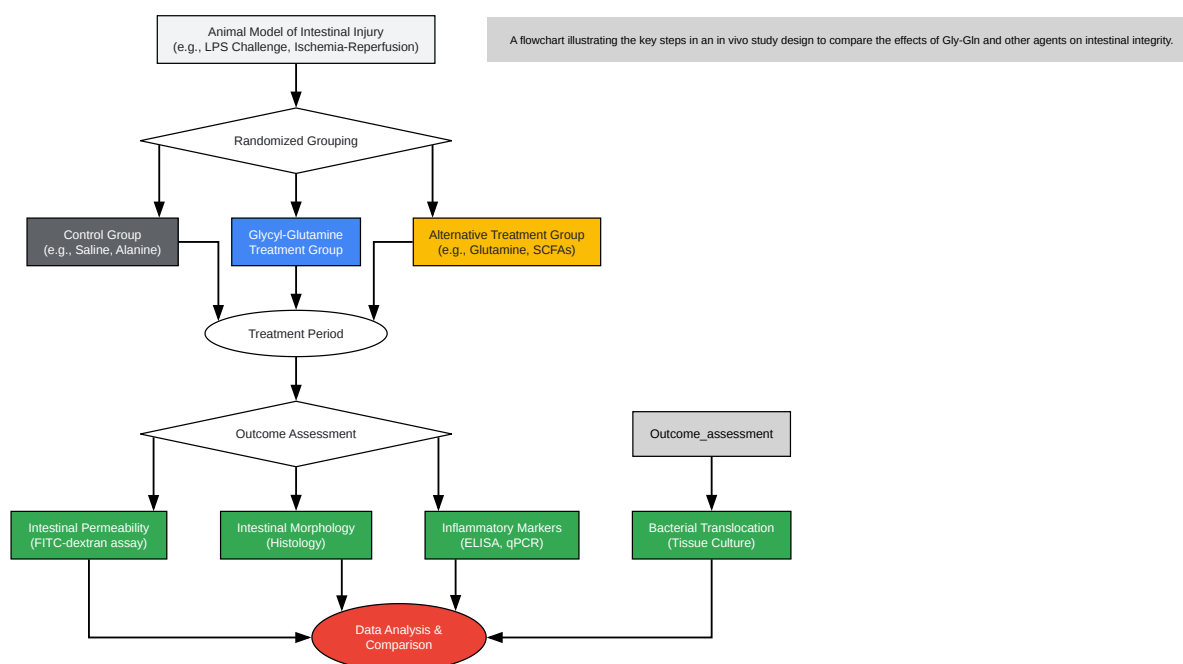 Animal Model of Intestinal Injury
(e.g., LPS Challenge, Ischemia-Reperfusion)
A flowchart illustrating the key steps in an in vivo study design to compare the effects of Gly-Gln and other agents on intestinal integrity.
Randomized Grouping
Control Group
(e.g., Saline, Alanine)
Glycyl-Glutamine
Treatment Group
Alternative Treatment Group
(e.g., Glutamine, SCFAs)
Treatment Period
Outcome Assessment
Outcome_assessment
Intestinal Permeability
(FITC-dextran assay)
Intestinal Morphology
(Histology)
Inflammatory Markers
(ELISA, qPCR)
Bacterial Translocation
(Tissue Culture)
Data Analysis &
Comparison